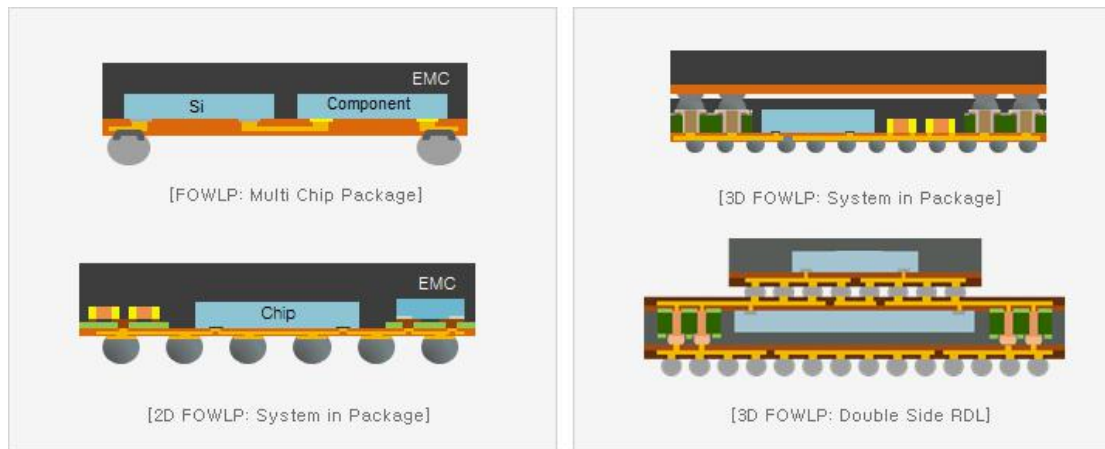 EMC
Si
Component
[FOWLP: Multi Chip Package]
EMC
Chip
[2D FOWLP: System in Package]
[3D FOWLP: System in Package]
[3D FOWLP: Double Side RDL]